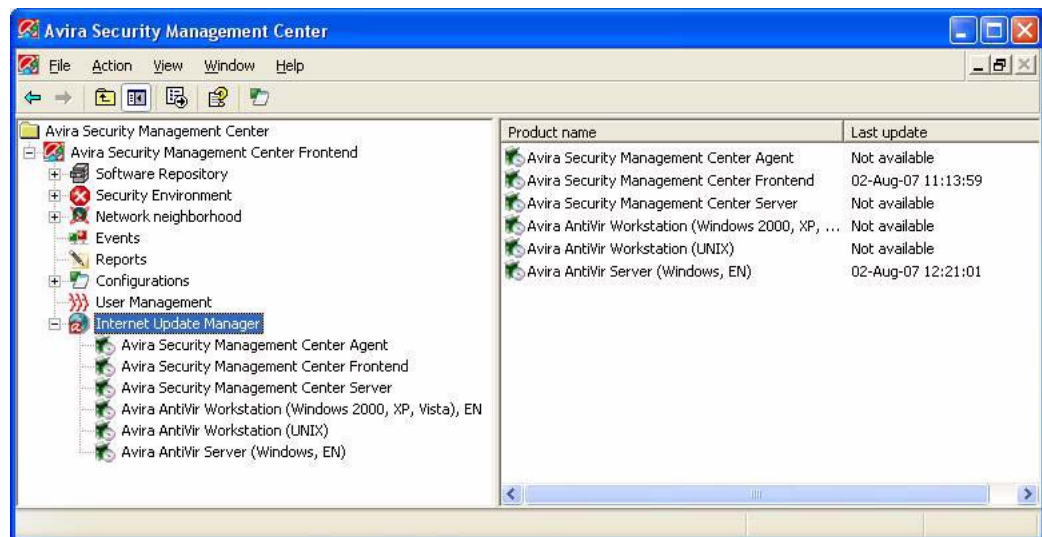 Avira Security Management Center
File Action View Window Help
Avira Security Management Center
Avira Security Management Center Frontend
Software Repository
Security Environment
Network neighborhood
Events
Reports
Configurations
User Management
Internet Update Manager
Avira Security Management Center Agent
Avira Security Management Center Frontend
Avira Security Management Center Server
Avira AntiVir Workstation (Windows 2000, XP, Vista), EN
Avira AntiVir Workstation (UNIX)
Avira AntiVir Server (Windows, EN)
Product name Last update
Avira Security Management Center Agent Not available
Avira Security Management Center Frontend 02-Aug-07 11:13:59
Avira Security Management Center Server Not available
Avira AntiVir Workstation (Windows 2000, XP, ... Not available
Avira AntiVir Workstation (UNIX) Not available
Avira AntiVir Server (Windows, EN) 02-Aug-07 12:21:01